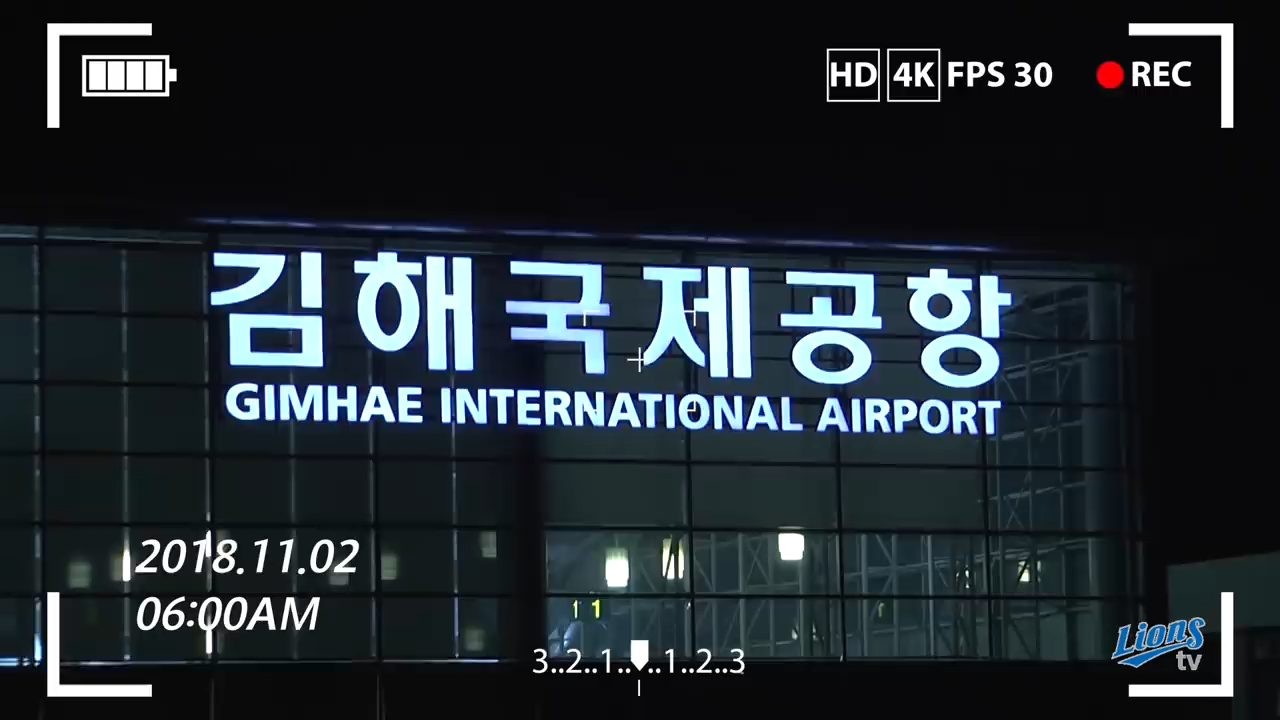 HD 4K FPS 30 REC
김해국제공항
GIMHAE INTERNATIONAL AIRPORT
2018.11.02
06:00AM
3..2..1.. ..1..2..3
Lions
tv